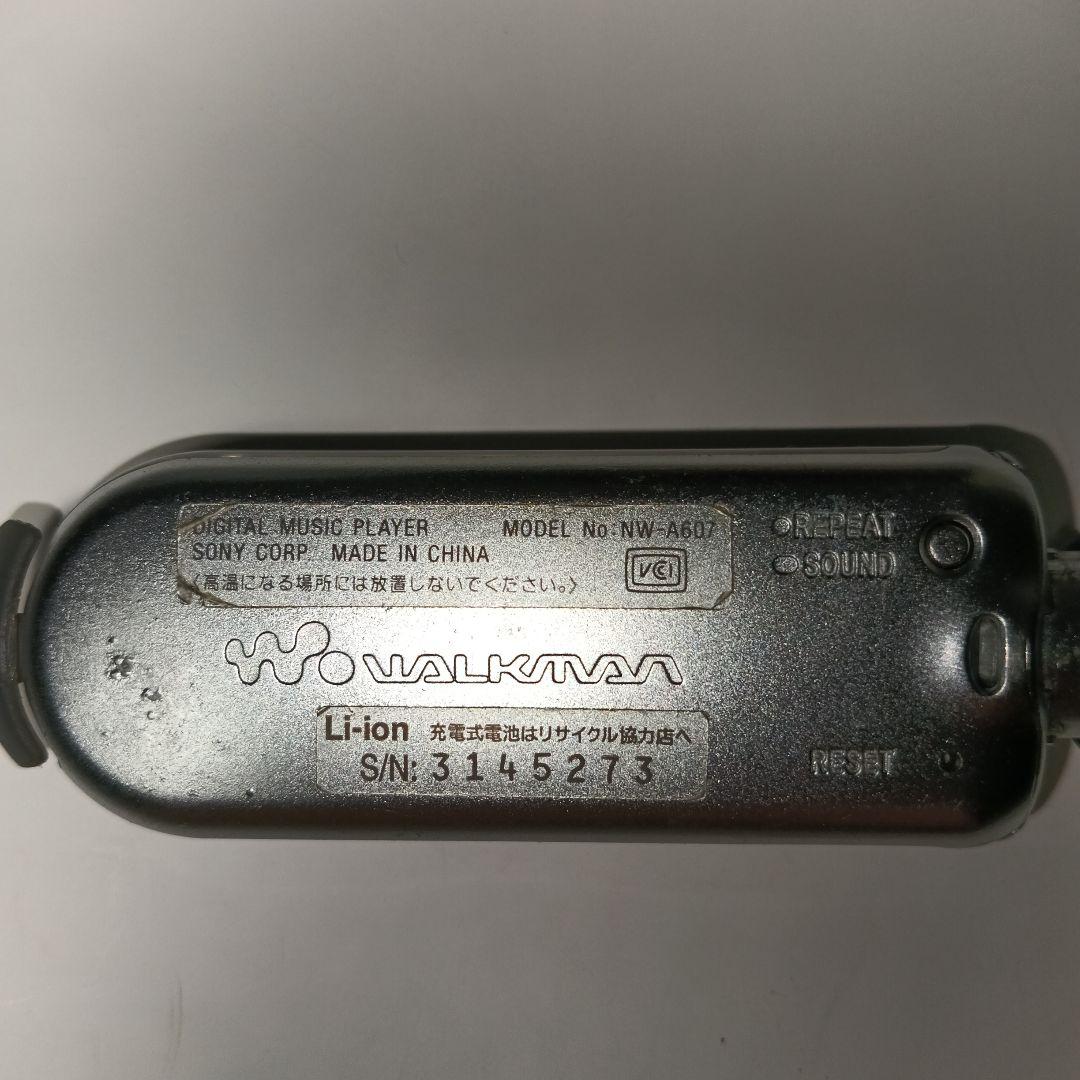 DIGITAL MUSIC PLAYER MODEL No.:NW-A607
SONY CORP. MADE IN CHINA
〈高温になる場所には放置しないでください。〉
VCI
REPEAT
SOUND
WALKMAN
Li-ion 充電式電池はリサイクル協力店へ
S/N: 3145273
RESET